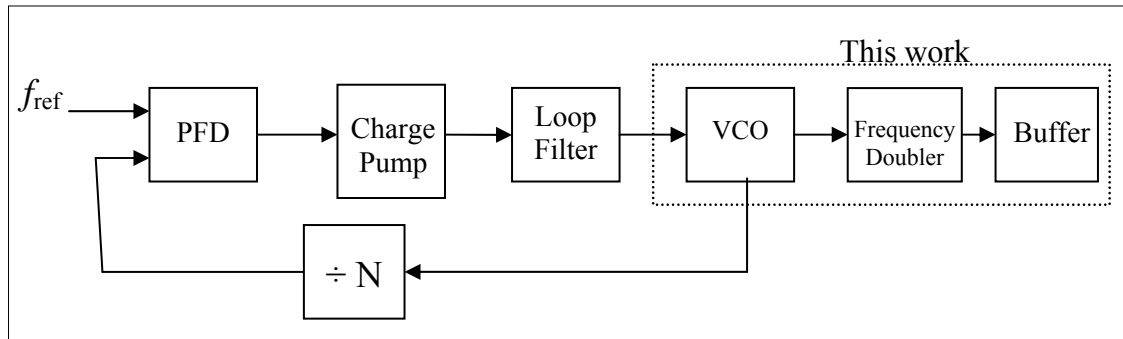 This work
fref
PFD
Charge
Pump
Loop
Filter
VCO
Frequency
Doubler
Buffer
÷ N